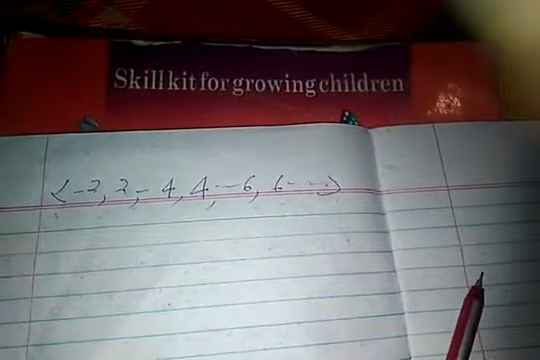 Skill kit for growing children
<-2, 2, -4, 4, -6, 6 ....>